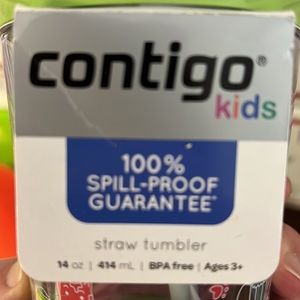 contigo®
kids
100%
SPILL-PROOF
GUARANTEE*
straw tumbler
14 oz | 414 mL | BPA free | Ages 3+